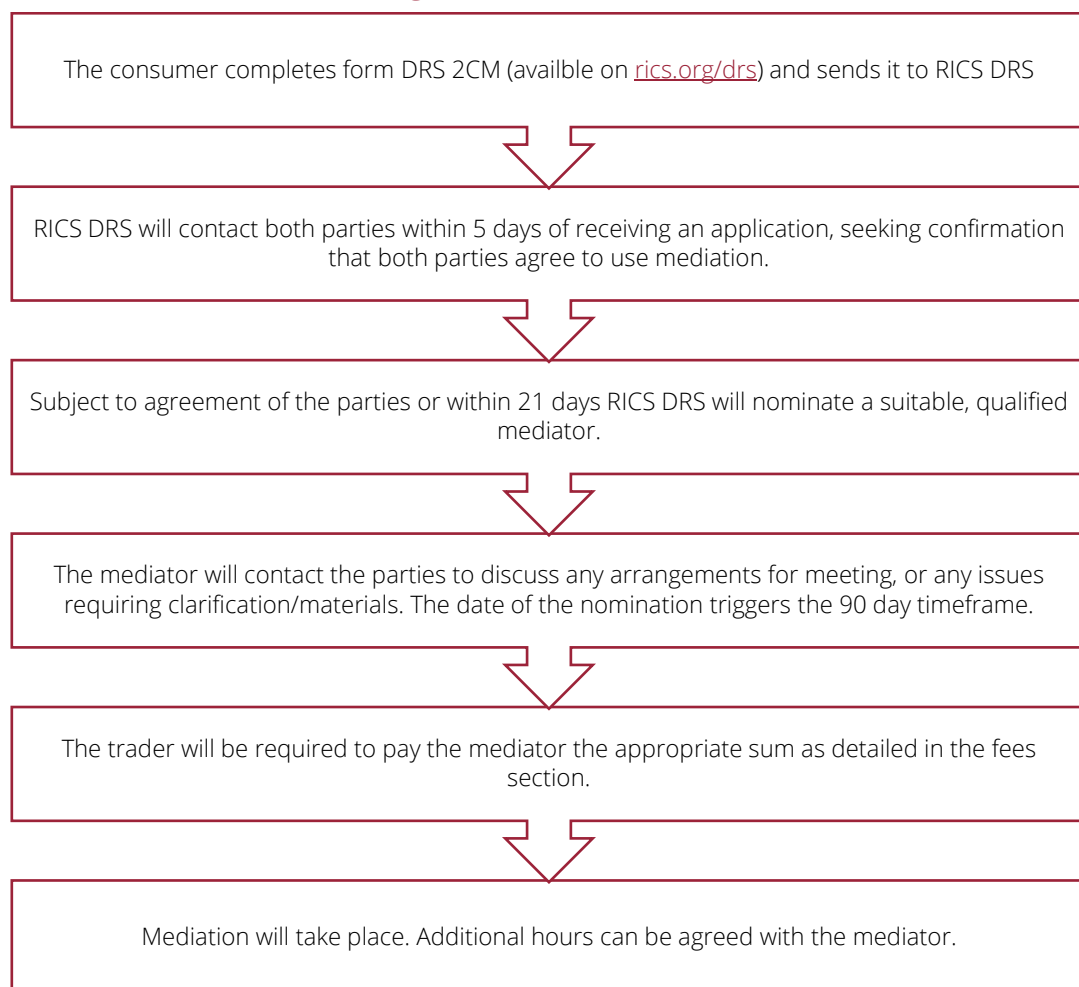 The consumer completes form DRS 2CM (availble on rics.org/drs) and sends it to RICS DRS
RICS DRS will contact both parties within 5 days of receiving an application, seeking confirmation
that both parties agree to use mediation.
Subject to agreement of the parties or within 21 days RICS DRS will nominate a suitable, qualified
mediator.
The mediator will contact the parties to discuss any arrangements for meeting, or any issues
requiring clarification/materials. The date of the nomination triggers the 90 day timeframe.
The trader will be required to pay the mediator the appropriate sum as detailed in the fees
section.
Mediation will take place. Additional hours can be agreed with the mediator.